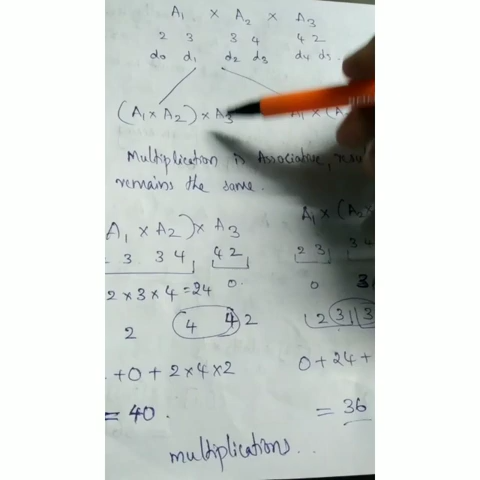 A1 × A2 × A3
2 3 3 4 4 2
d0 d1 d2 d3 d4 d5.
(A1 × A2) × A3 A1 × (A
Multiplication is Associative,
remains the same.
A1 × A2) × A3 A1 × (A2 ×
3 3 4 4 2 2 3 3 4
2 × 3 × 4 = 24 0. 0 3
2 4 4 2 2 3 3
+ 0 + 2 × 4 × 2 0 + 24 +
= 40. = 36
multiplications..